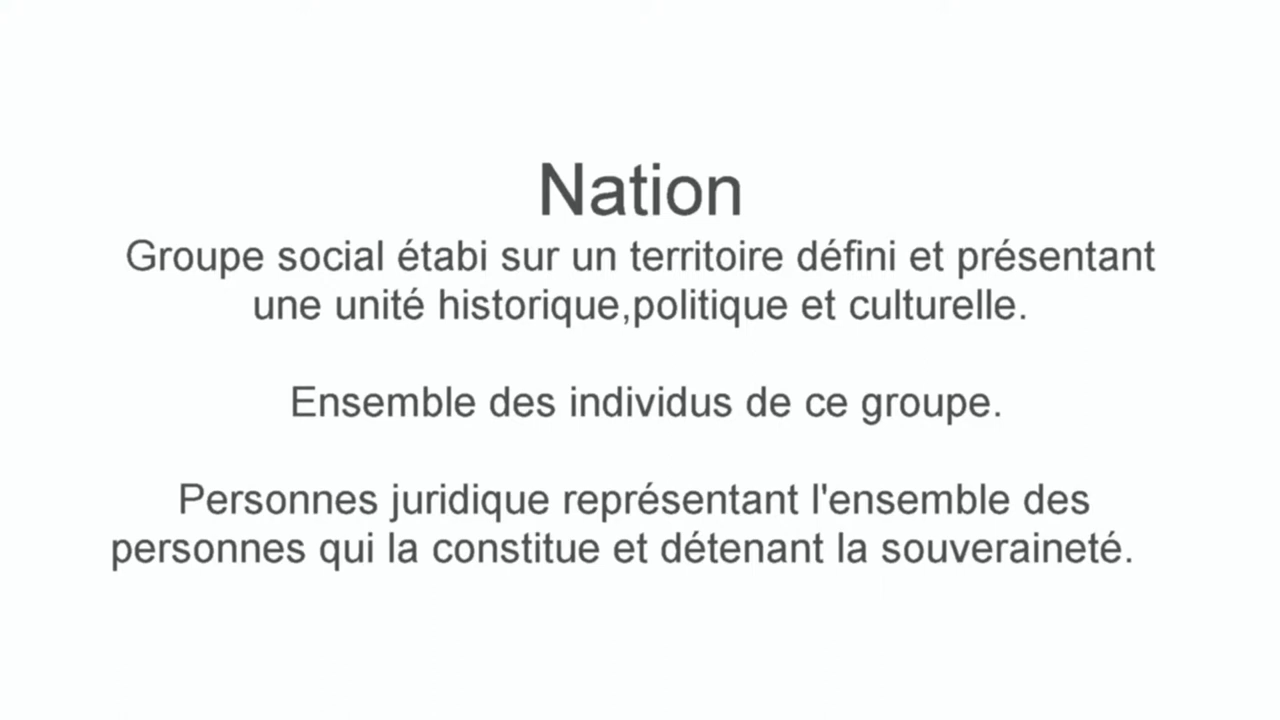 Nation
Groupe social étabi sur un territoire défini et présentant
une unité historique,politique et culturelle.
Ensemble des individus de ce groupe.
Personnes juridique représentant l'ensemble des
personnes qui la constitue et détenant la souveraineté.